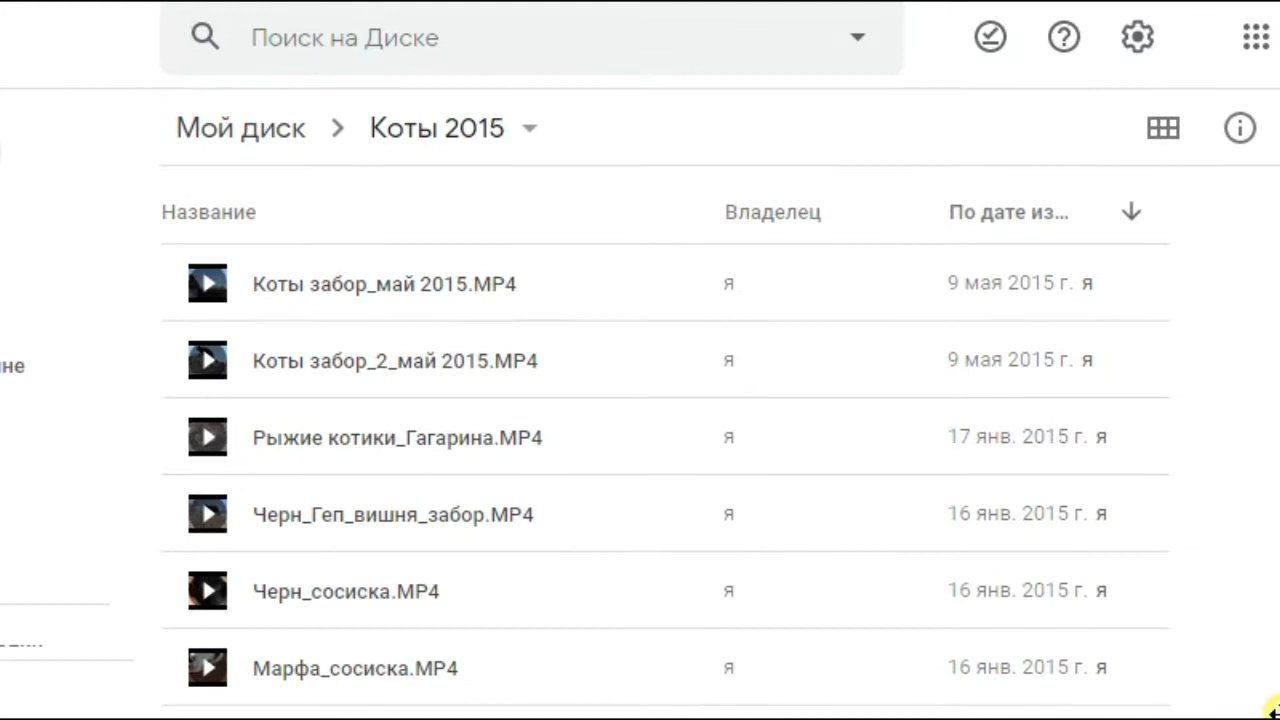 Поиск на Диске
Мой диск > Коты 2015
Название Владелец По дате из...
Коты забор_май 2015.MP4 я 9 мая 2015 г. я
Коты забор_2_май 2015.MP4 я 9 мая 2015 г. я
не
Рыжие котики_Гагарина.MP4 я 17 янв. 2015 г. я
Черн_Геп_вишня_забор.MP4 я 16 янв. 2015 г. я
Черн_сосиска.MP4 я 16 янв. 2015 г. я
Марфа_сосиска.MP4 я 16 янв. 2015 г. я